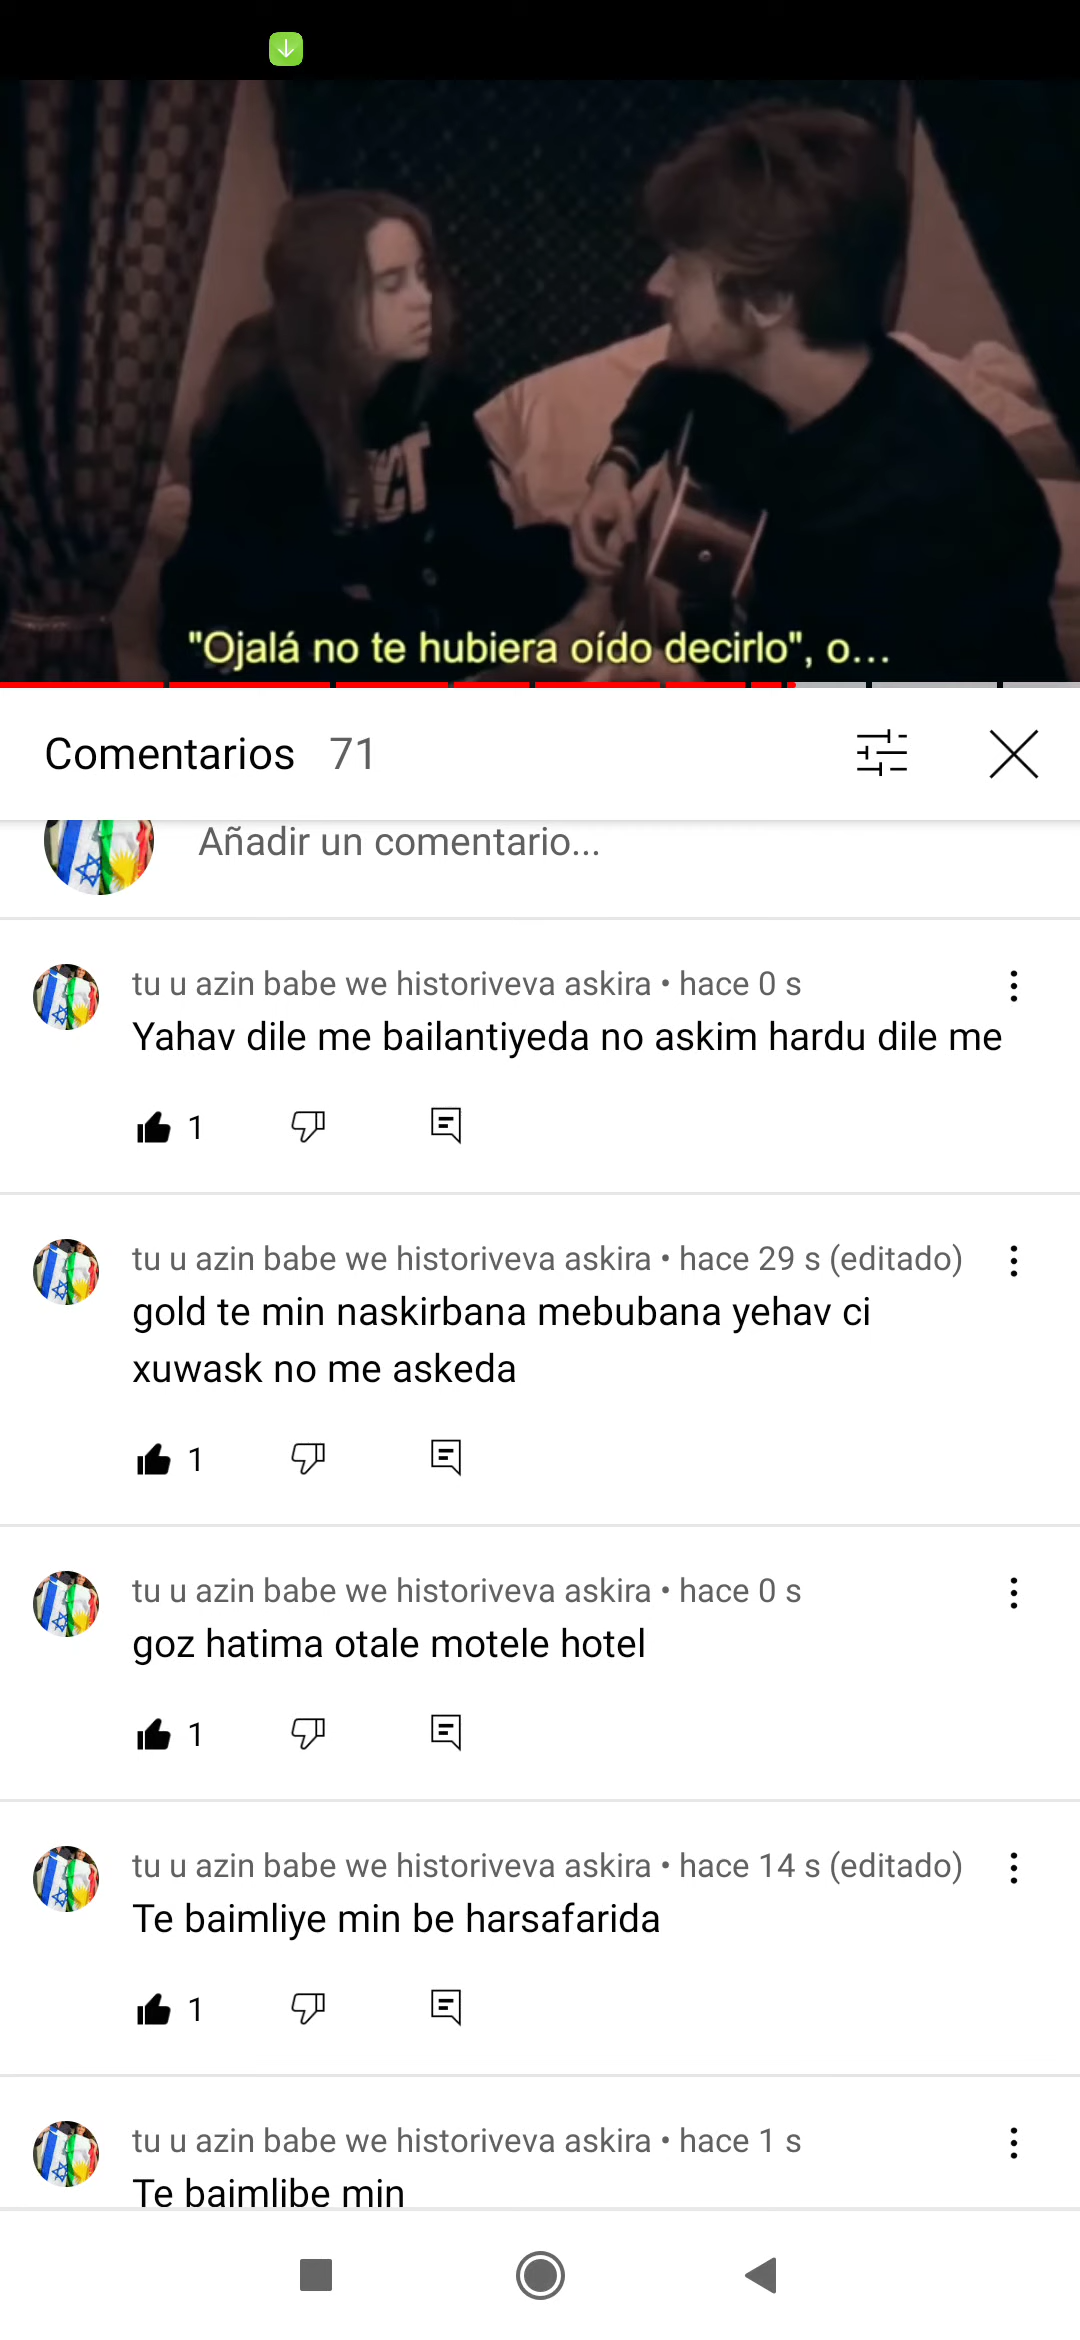 "Ojalá no te hubiera oído decirlo", o...
Comentarios 71
Añadir un comentario...
tu u azin babe we historiveva askira • hace 0 s
Yahav dile me bailantiyeda no askim hardu dile me
1
tu u azin babe we historiveva askira • hace 29 s (editado)
gold te min naskirbana mebubana yehav ci
xuwask no me askeda
1
tu u azin babe we historiveva askira • hace 0 s
goz hatima otale motele hotel
1
tu u azin babe we historiveva askira • hace 14 s (editado)
Te baimliye min be harsafarida
1
tu u azin babe we historiveva askira • hace 1 s
Te baimlibe min